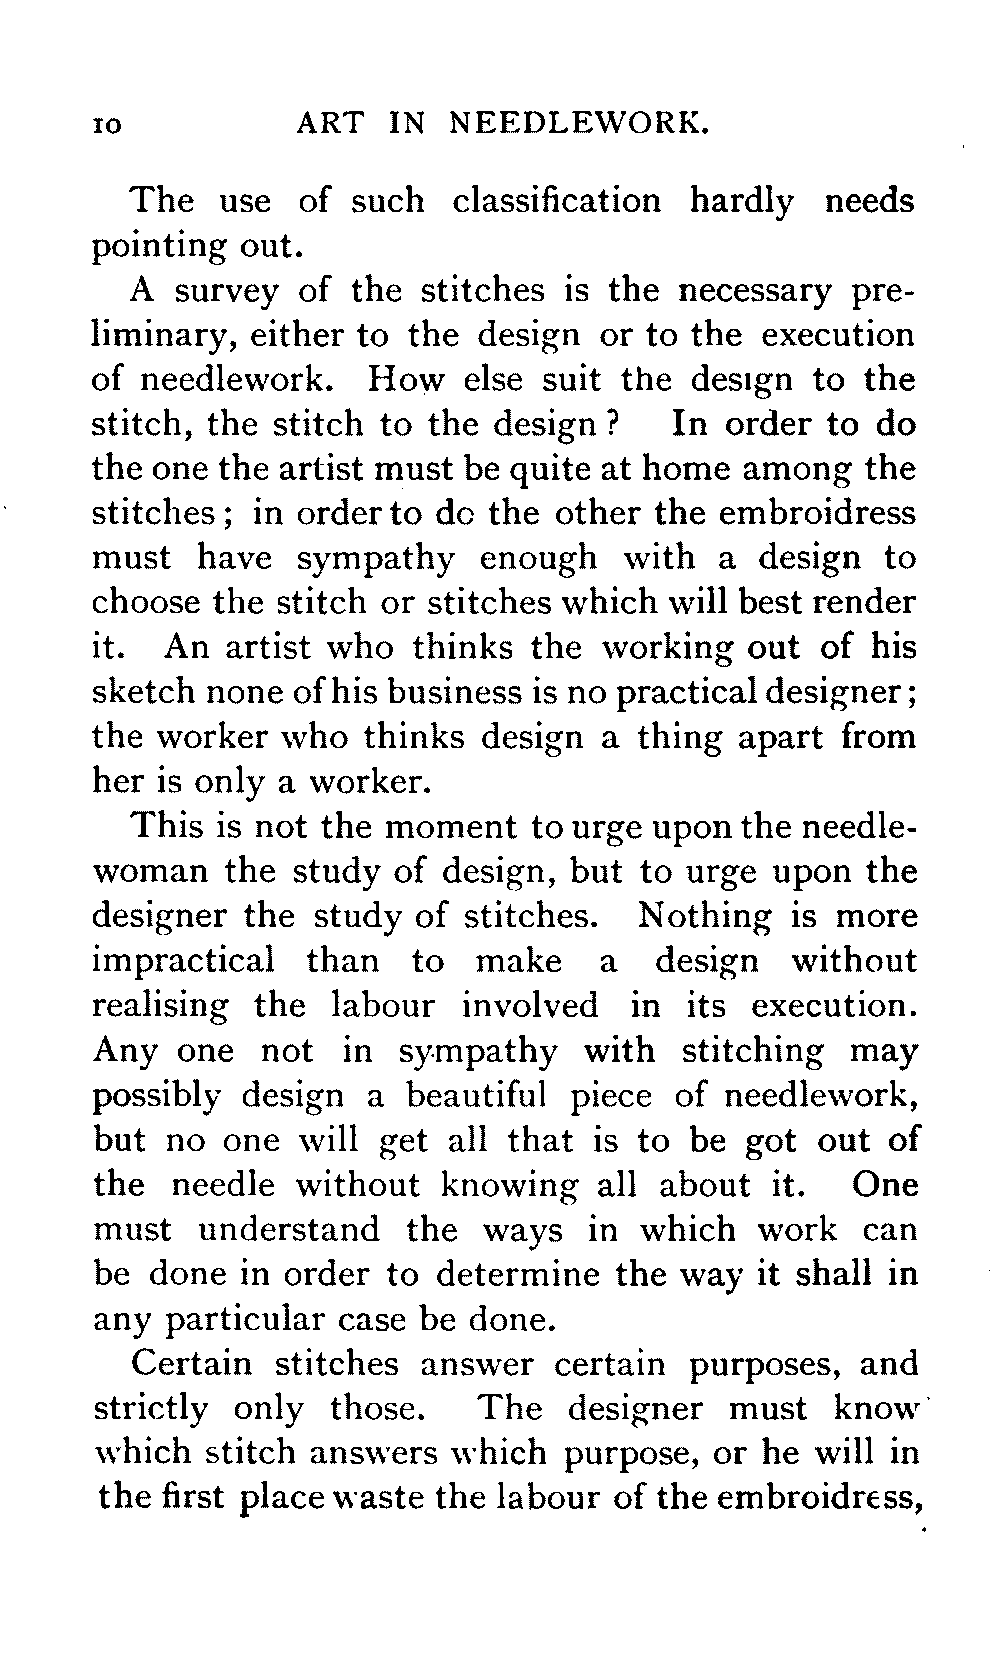 10 ART IN NEEDLEWORK.
The use of such classification hardly needs
pointing out.
A survey of the stitches is the necessary pre-
liminary, either to the design or to the execution
of needlework. How else suit the design to the
stitch, the stitch to the design ? In order to do
the one the artist must be quite at home among the
stitches ; in order to do the other the embroidress
must have sympathy enough with a design to
choose the stitch or stitches which will best render
it. An artist who thinks the working out of his
sketch none of his business is no practical designer ;
the worker who thinks design a thing apart from
her is only a worker.
This is not the moment to urge upon the needle-
woman the study of design, but to urge upon the
designer the study of stitches. Nothing is more
impractical than to make a design without
realising the labour involved in its execution.
Any one not in sympathy with stitching may
possibly design a beautiful piece of needlework,
but no one will get all that is to be got out of
the needle without knowing all about it. One
must understand the ways in which work can
be done in order to determine the way it shall in
any particular case be done.
Certain stitches answer certain purposes, and
strictly only those. The designer must know
which stitch answers which purpose, or he will in
the first place waste the labour of the embroidress,